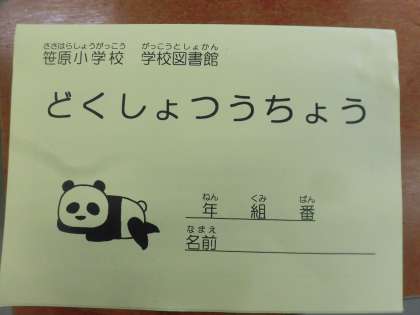 ささはらしょうがっこう がっこうとしょかん
笹原小学校 学校図書館
どくしょつうちょう
ねん くみ ばん
年 組 番
なまえ
名前